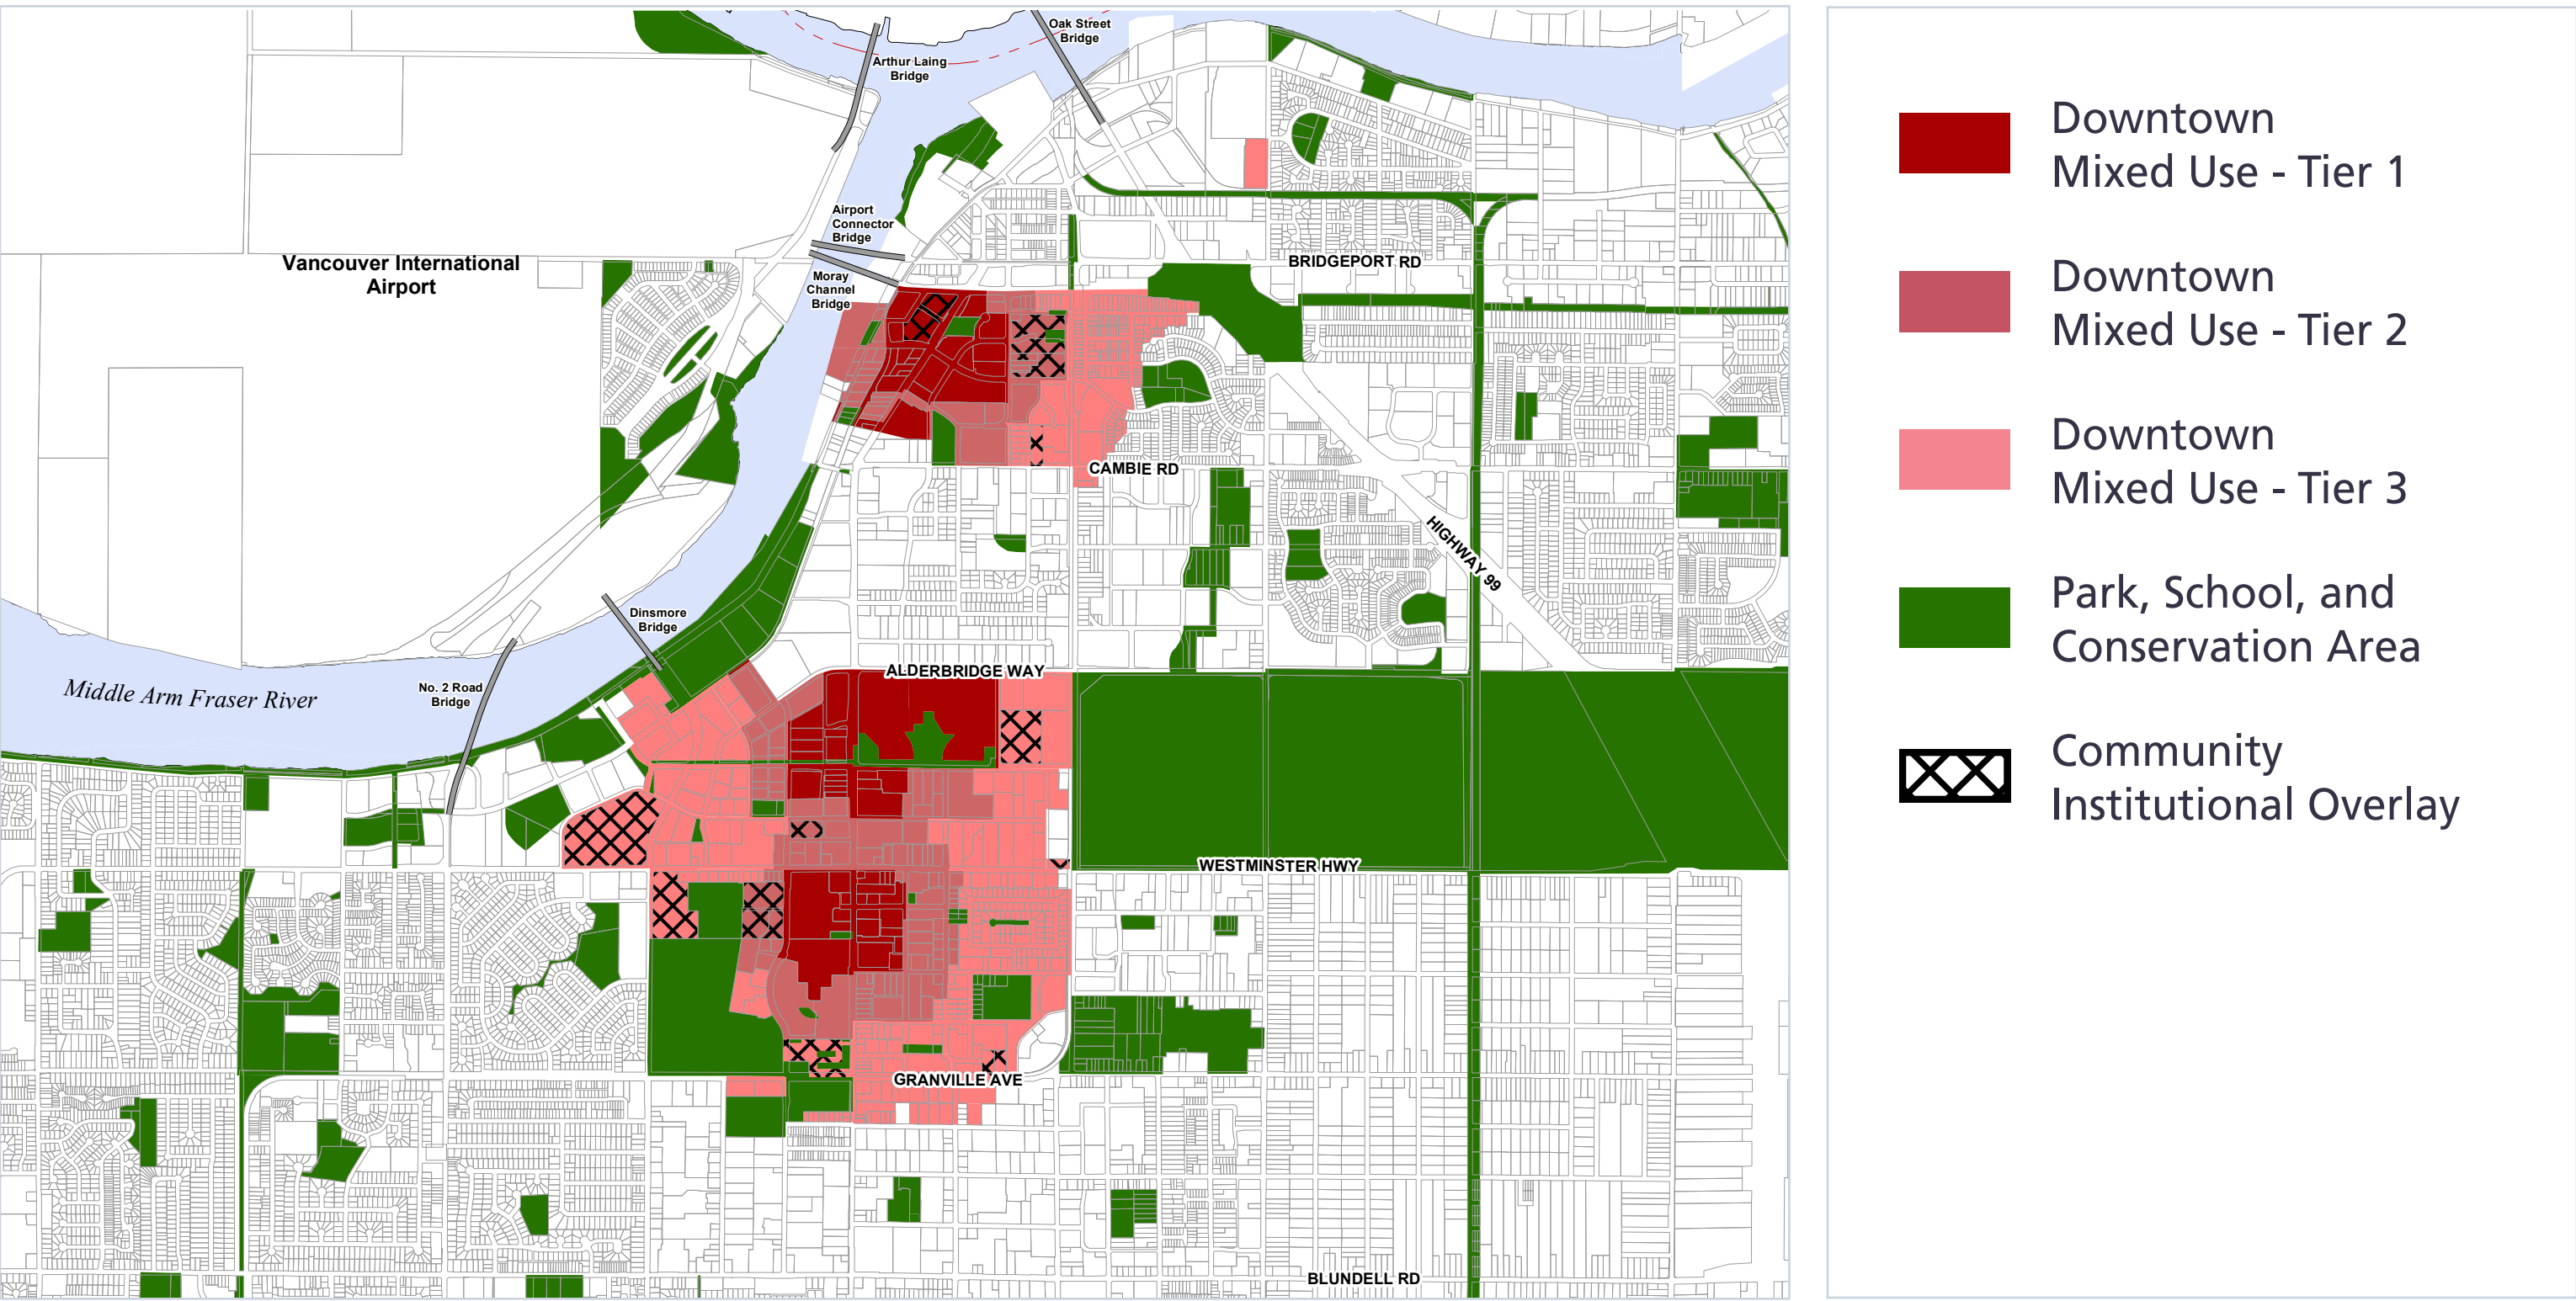 Oak Street
Bridge
Arthur Laing
Bridge
Airport
Connector
Bridge
Vancouver International
Airport
BRIDGEPORT RD
Moray
Channel
Bridge
CAMBIE RD
HIGHWAY 99
Dinsmore
Bridge
ALDERBRIDGE WAY
Middle Arm Fraser River
No. 2 Road
Bridge
WESTMINSTER HWY
GRANVILLE AVE
BLUNDELL RD
Downtown
Mixed Use - Tier 1
Downtown
Mixed Use - Tier 2
Downtown
Mixed Use - Tier 3
Park, School, and
Conservation Area
Community
Institutional Overlay